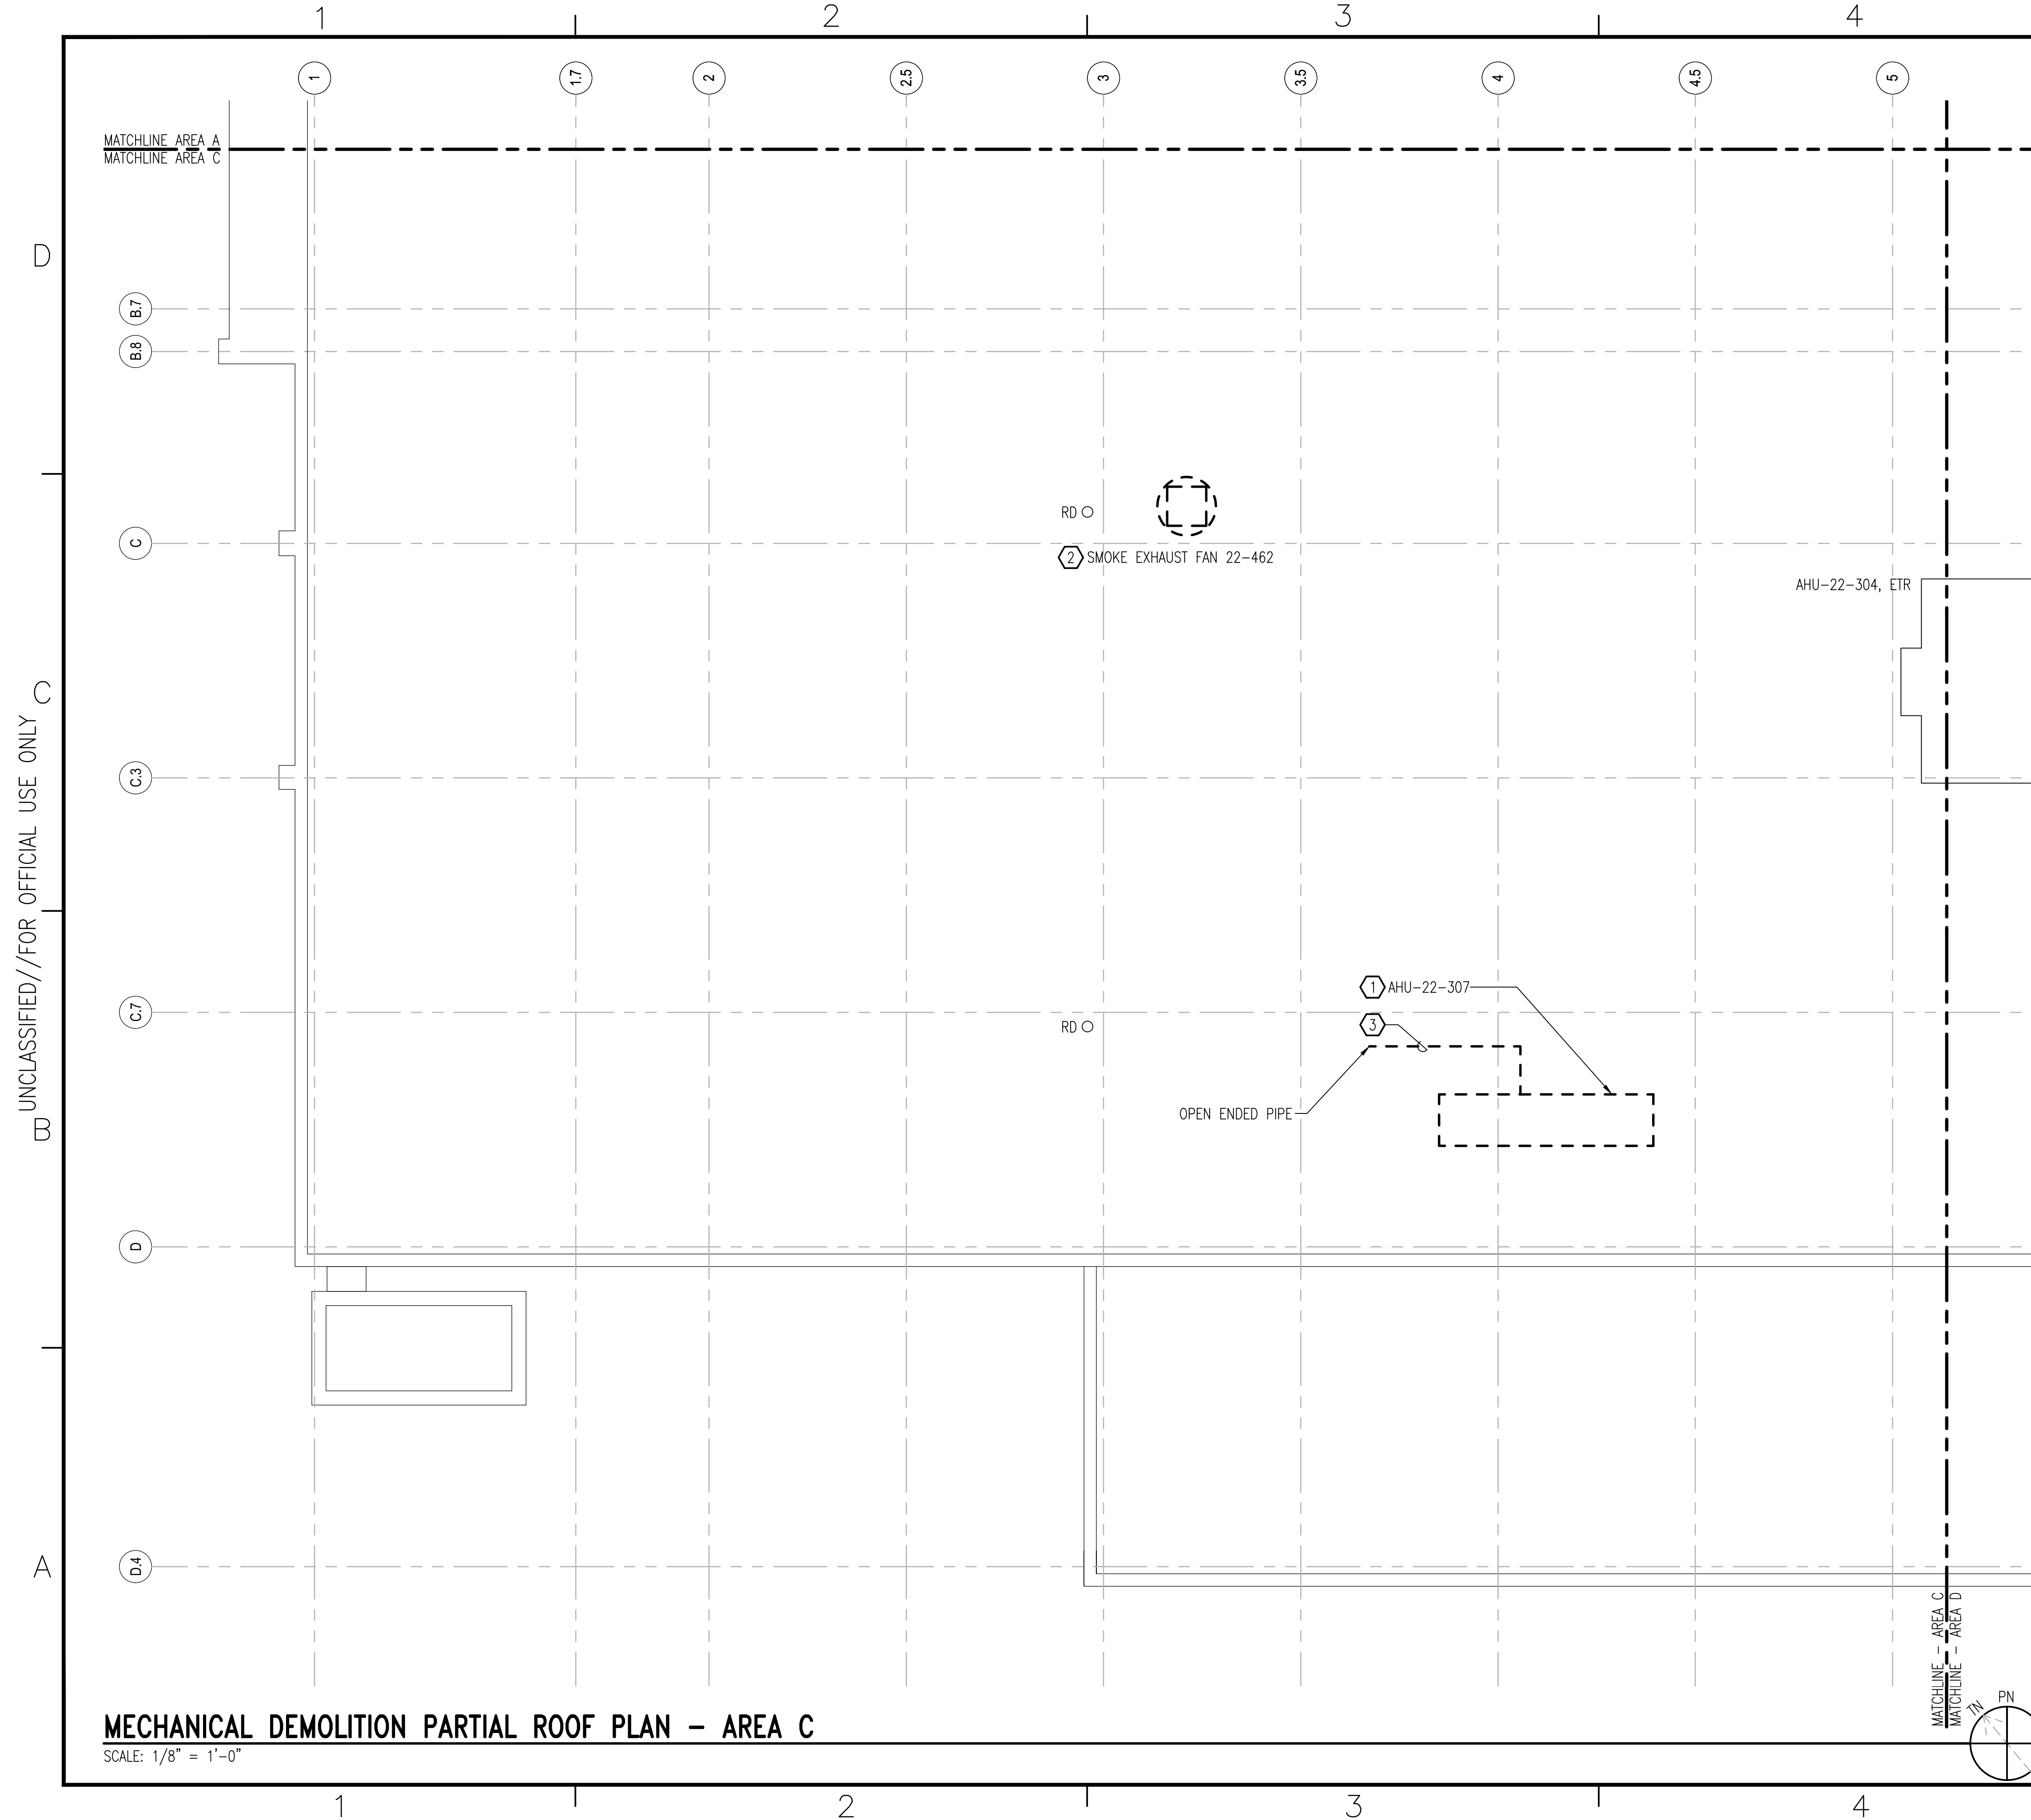 1 2 3 4
1 1.7 2 2.5 3 3.5 4 4.5 5
MATCHLINE AREA A
MATCHLINE AREA C
D
B.7
B.8
RD
C
2 SMOKE EXHAUST FAN 22-462
AHU-22-304, ETR
C
UNCLASSIFIED//FOR OFFICIAL USE ONLY
C.3
1 AHU-22-307
C.7
RD
3
OPEN ENDED PIPE
B
D
A
D.4
MATCHLINE - AREA C
MATCHLINE - AREA D
TN
PN
MECHANICAL DEMOLITION PARTIAL ROOF PLAN - AREA C
SCALE: 1/8" = 1'-0"
1 2 3 4